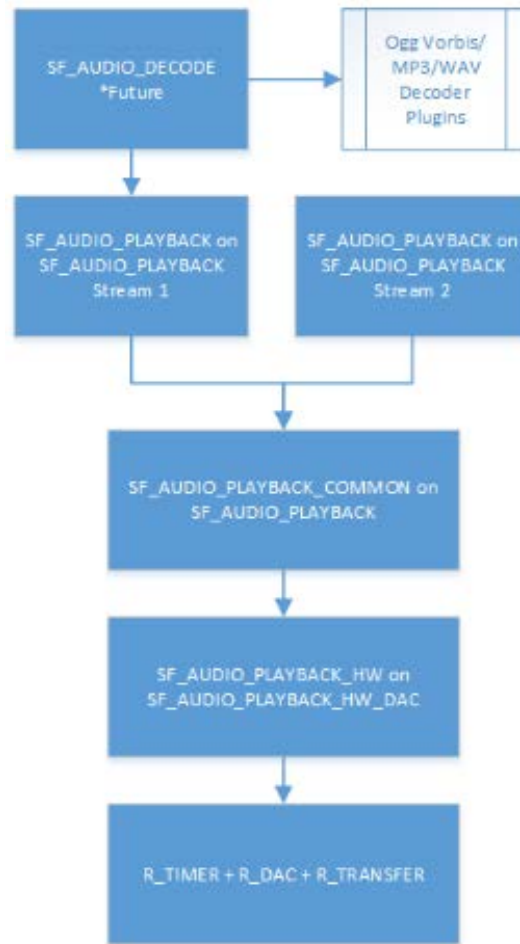 SF_AUDIO_DECODE
*Future
Ogg Vorbis/
MP3/WAV
Decoder
Plugins
SF_AUDIO_PLAYBACK on
SF_AUDIO_PLAYBACK
Stream 1
SF_AUDIO_PLAYBACK on
SF_AUDIO_PLAYBACK
Stream 2
SF_AUDIO_PLAYBACK_COMMON on
SF_AUDIO_PLAYBACK
SF_AUDIO_PLAYBACK_HW on
SF_AUDIO_PLAYBACK_HW_DAC
R_TIMER + R_DAC + R_TRANSFER